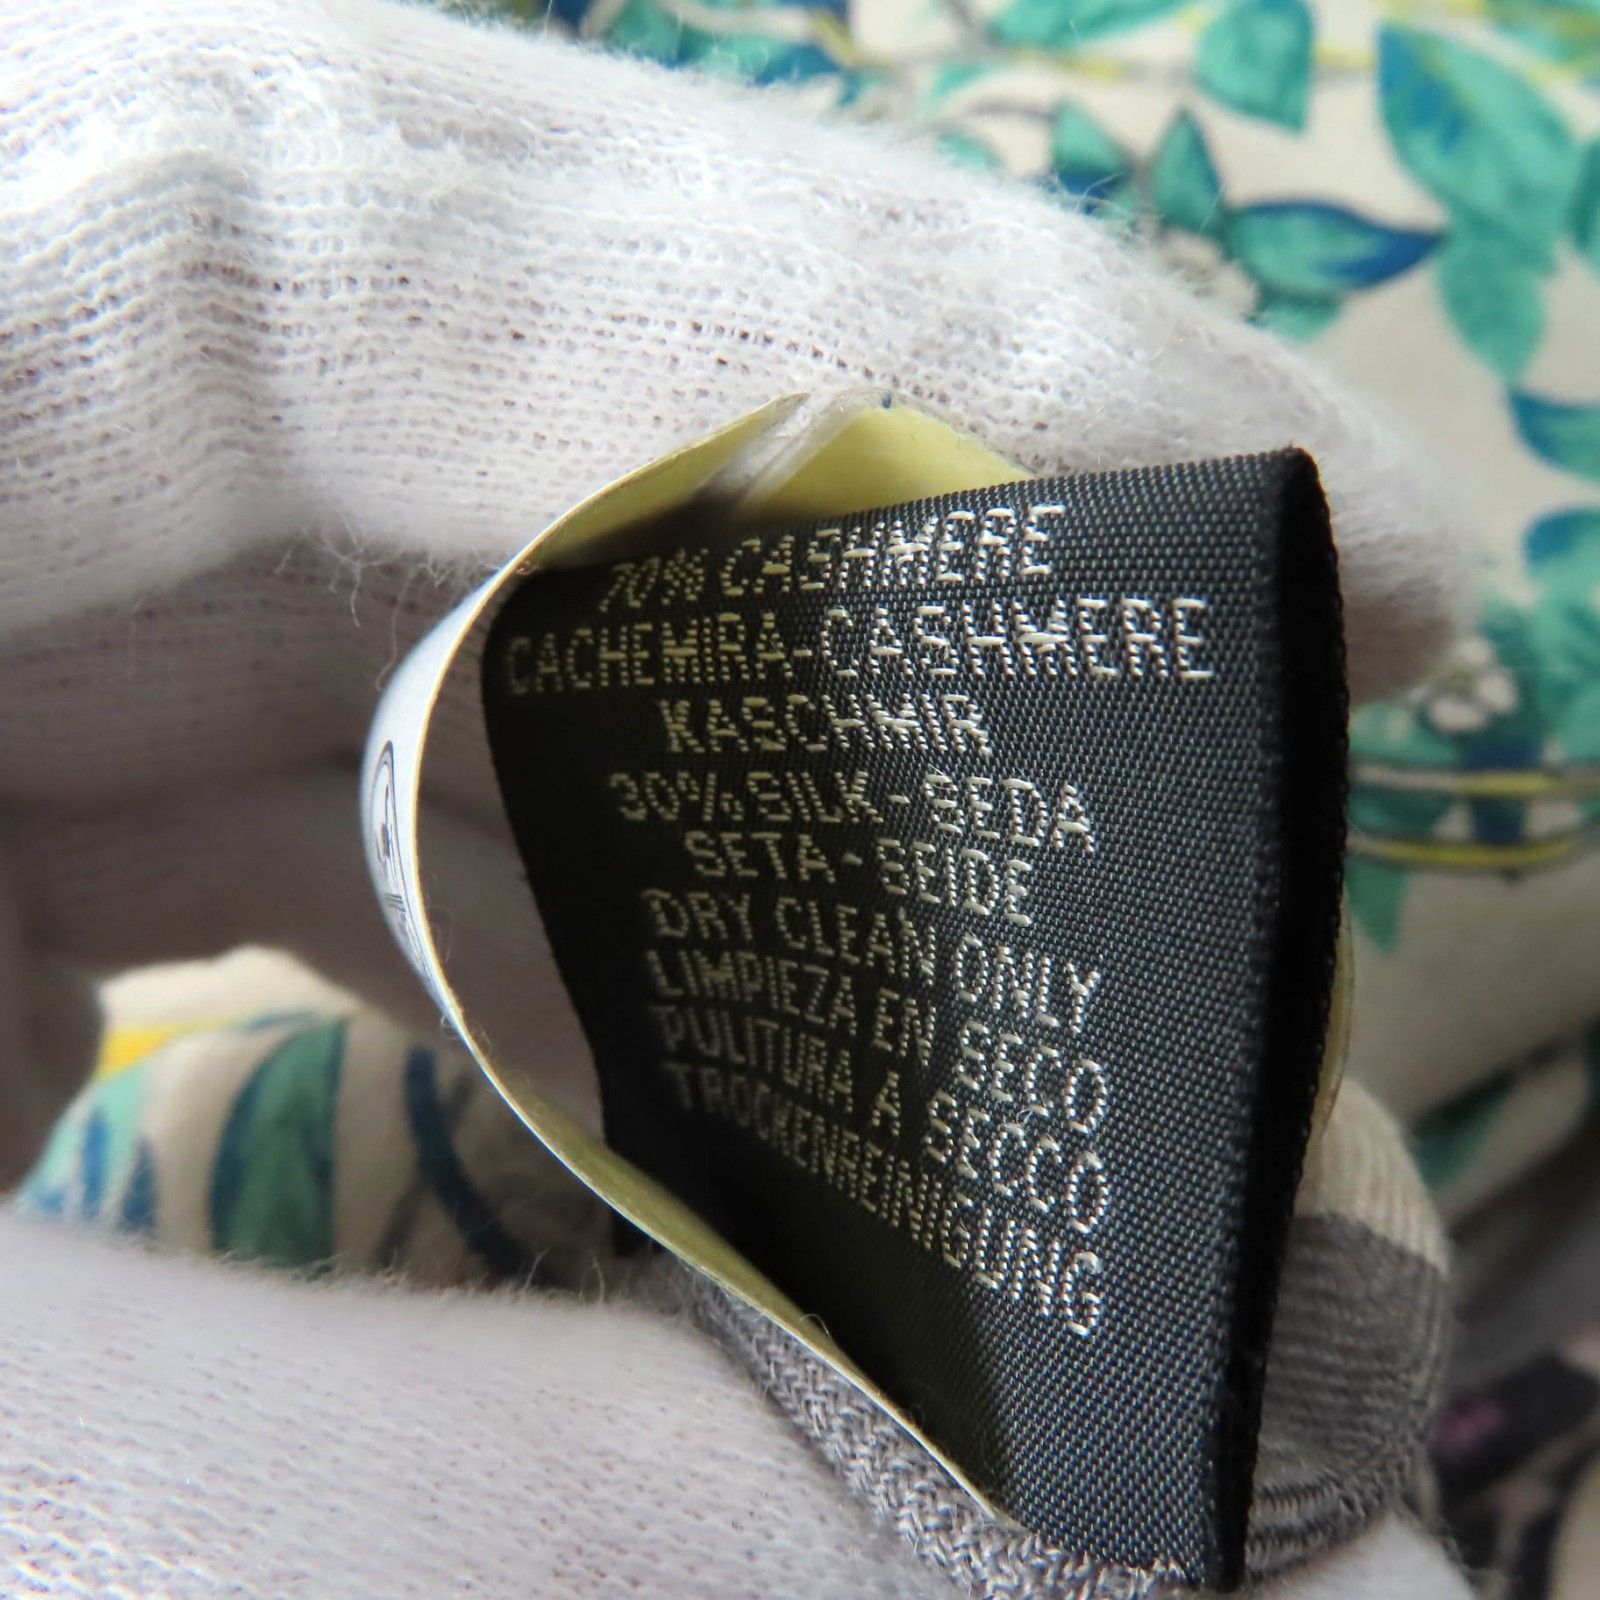 70% CASHMERE
CACHEMIRA-CASHMERE
KASCHMIR
30% SILK - SEDA
SETA - SEIDE
DRY CLEAN ONLY
LIMPIEZA EN SECO
PULITURA A SECCO
TROCKENREINIGUNG